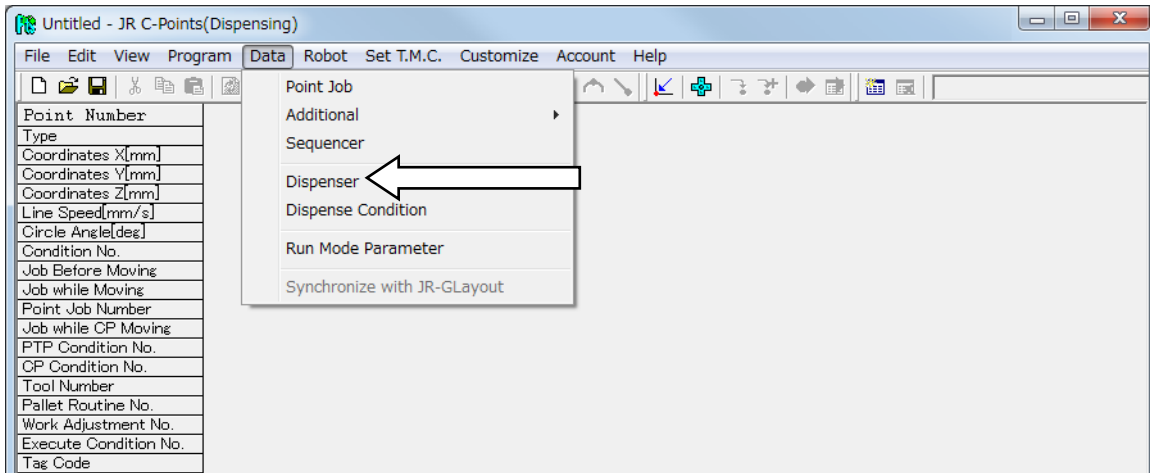 Untitled - JR C-Points(Dispensing)
File Edit View Program Data Robot Set T.M.C. Customize Account Help
Point Job
Additional
Sequencer
Dispenser
Dispense Condition
Run Mode Parameter
Synchronize with JR-GLayout
Point Number
Type
Coordinates X[mm]
Coordinates Y[mm]
Coordinates Z[mm]
Line Speed[mm/s]
Circle Angle[deg]
Condition No.
Job Before Moving
Job while Moving
Point Job Number
Job while CP Moving
PTP Condition No.
CP Condition No.
Tool Number
Pallet Routine No.
Work Adjustment No.
Execute Condition No.
Tag Code